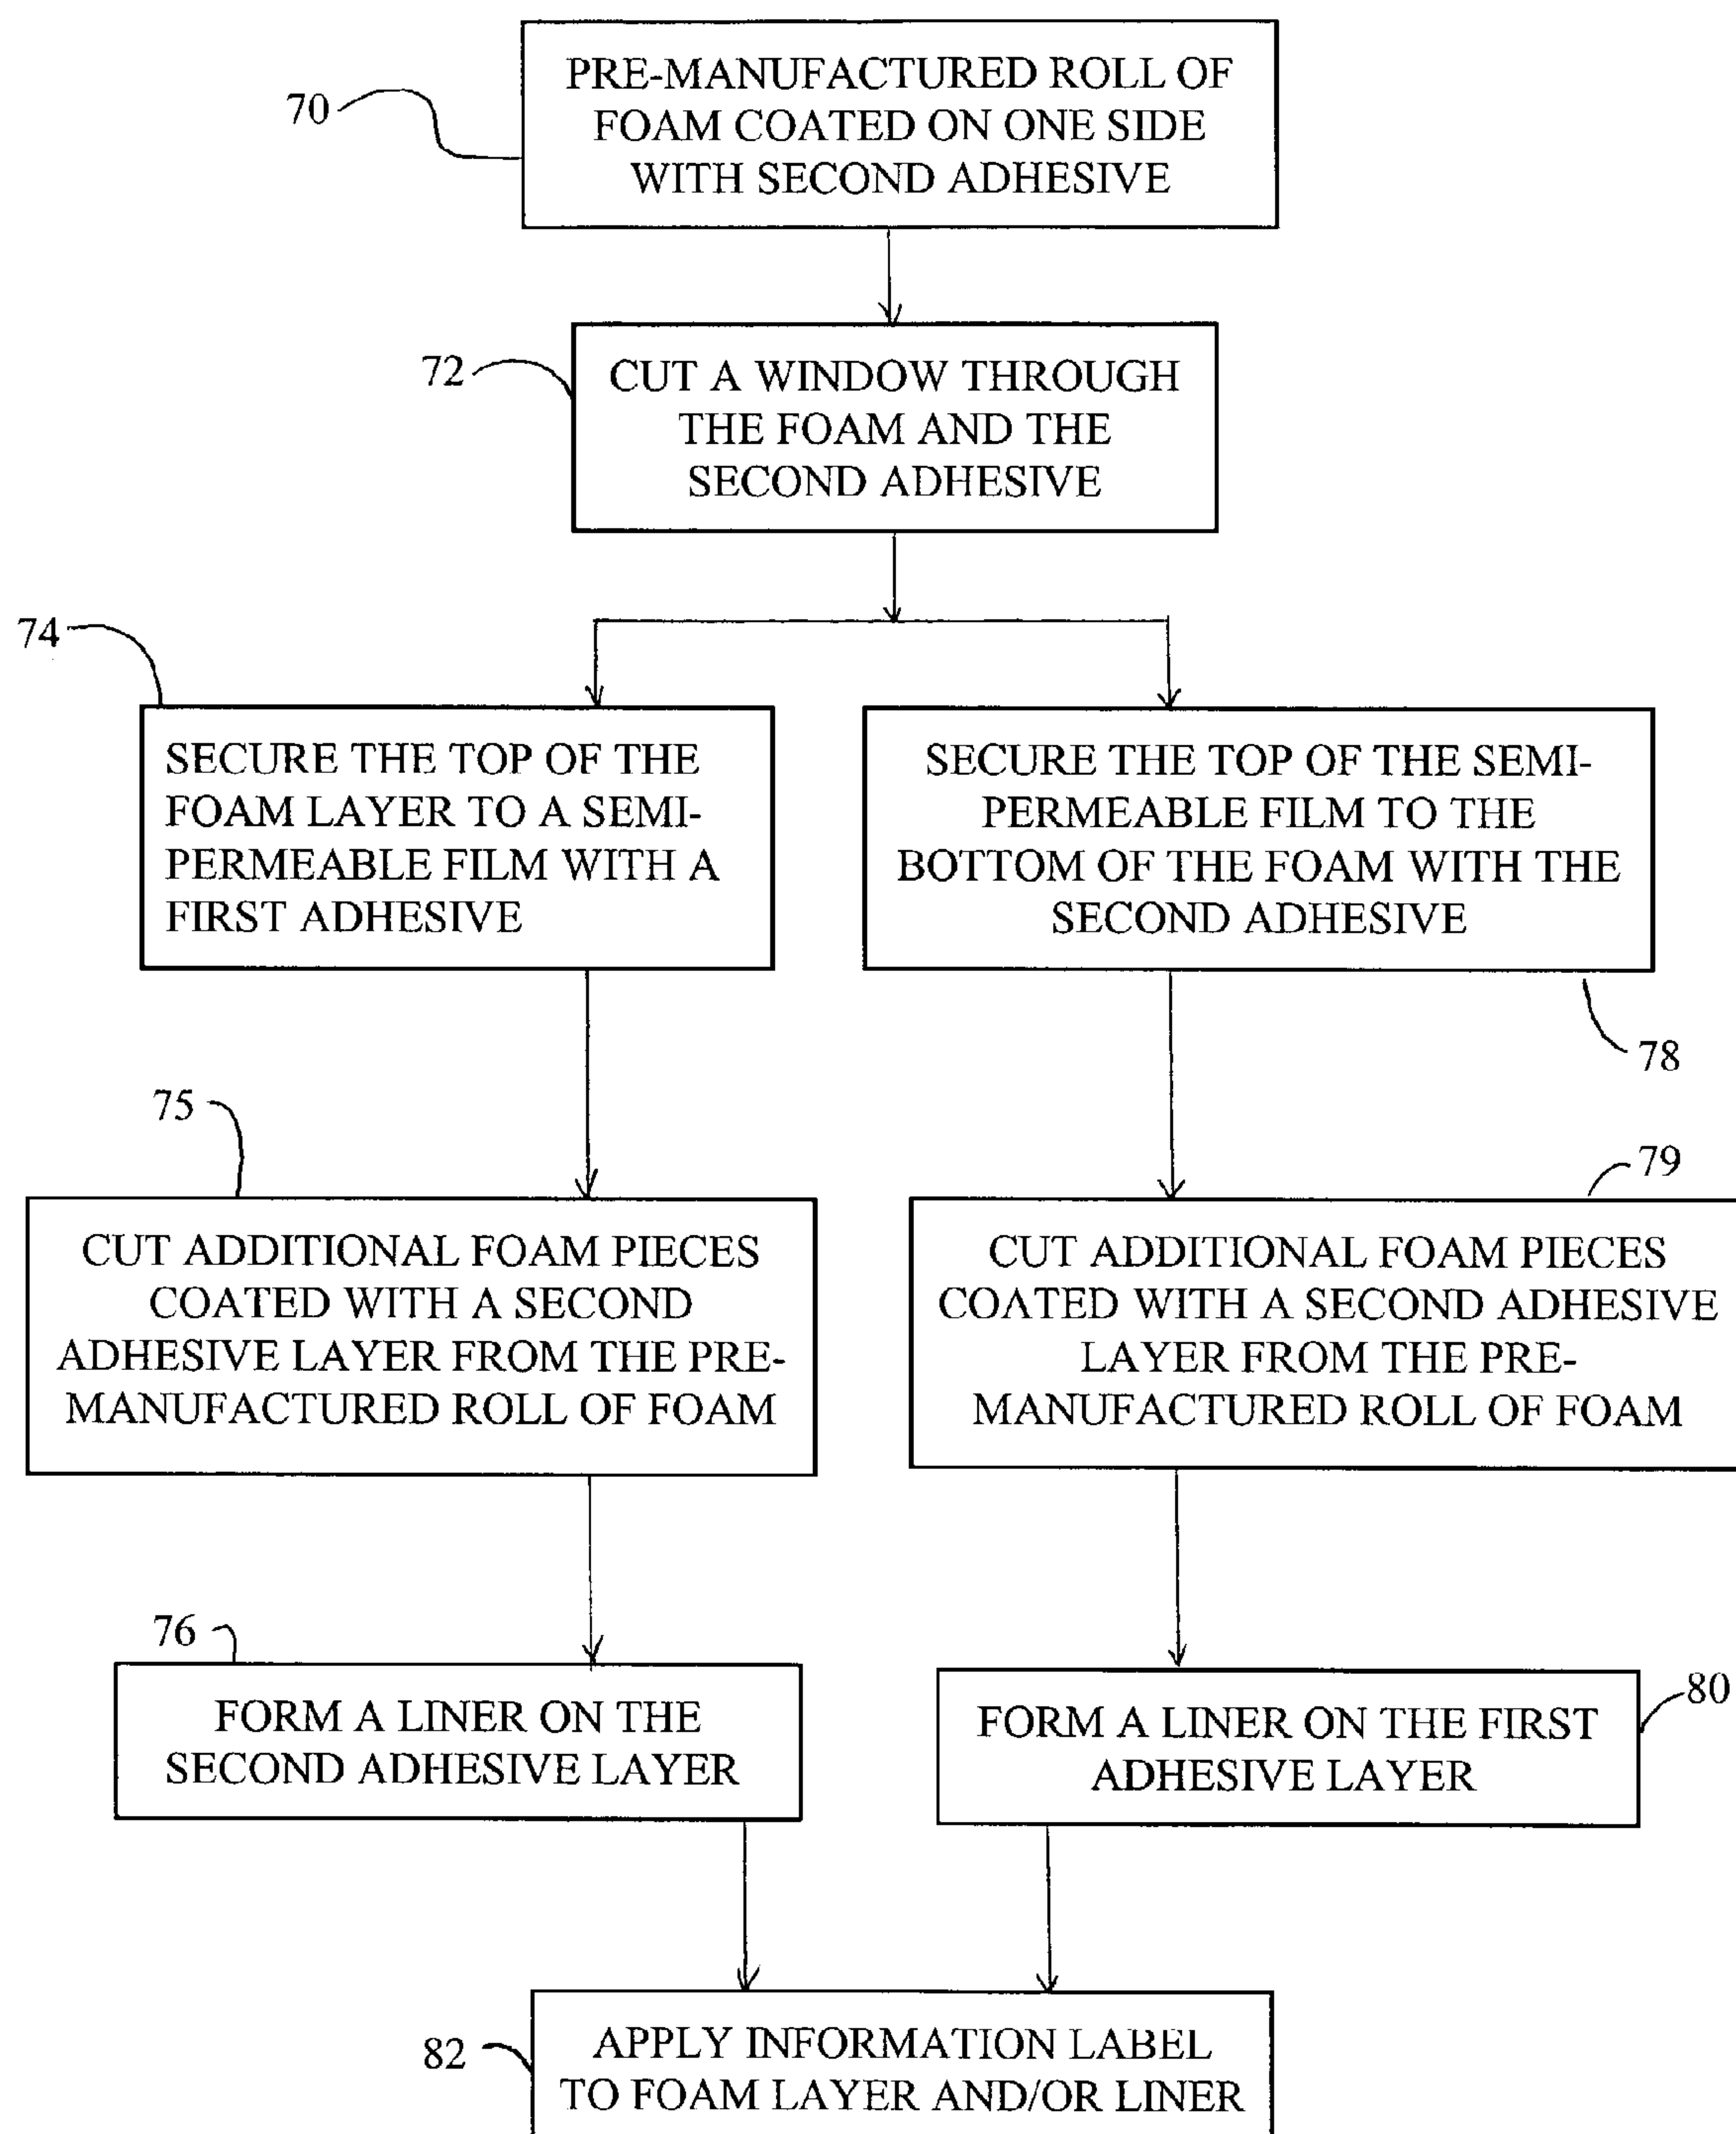 70
PRE-MANUFACTURED ROLL OF
FOAM COATED ON ONE SIDE
WITH SECOND ADHESIVE
72
CUT A WINDOW THROUGH
THE FOAM AND THE
SECOND ADHESIVE
74
SECURE THE TOP OF THE
FOAM LAYER TO A SEMI-
PERMEABLE FILM WITH A
FIRST ADHESIVE
SECURE THE TOP OF THE SEMI-
PERMEABLE FILM TO THE
BOTTOM OF THE FOAM WITH THE
SECOND ADHESIVE
78
75
CUT ADDITIONAL FOAM PIECES
COATED WITH A SECOND
ADHESIVE LAYER FROM THE PRE-
MANUFACTURED ROLL OF FOAM
79
CUT ADDITIONAL FOAM PIECES
COATED WITH A SECOND ADHESIVE
LAYER FROM THE PRE-
MANUFACTURED ROLL OF FOAM
76
FORM A LINER ON THE
SECOND ADHESIVE LAYER
80
FORM A LINER ON THE FIRST
ADHESIVE LAYER
82
APPLY INFORMATION LABEL
TO FOAM LAYER AND/OR LINER